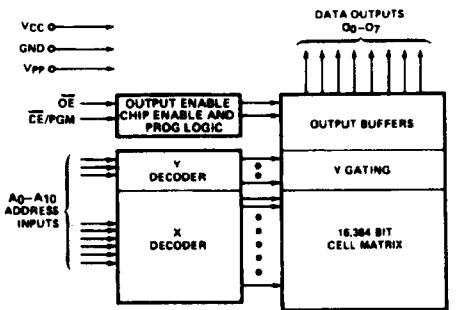 DATA OUTPUTS
O0–O7
VCC
GND
VPP
OE
CE/PGM
OUTPUT ENABLE
CHIP ENABLE AND
PROG LOGIC
OUTPUT BUFFERS
A0–A10
ADDRESS
INPUTS
Y
DECODER
Y GATING
X
DECODER
16,384 BIT
CELL MATRIX